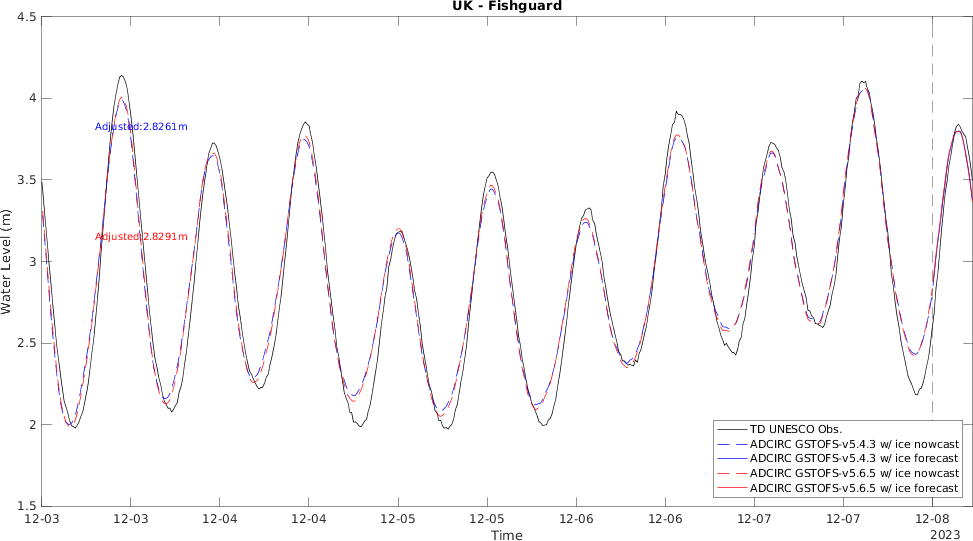 UK - Fishguard
4.5
4
3.5
3
2.5
2
1.5
Water Level (m)
Adjusted:2.8261m
Adjusted:2.8291m
TD UNESCO Obs.
ADCIRC GSTOFS-v5.4.3 w/ ice nowcast
ADCIRC GSTOFS-v5.4.3 w/ ice forecast
ADCIRC GSTOFS-v5.6.5 w/ ice nowcast
ADCIRC GSTOFS-v5.6.5 w/ ice forecast
12-03 12-03 12-04 12-04 12-05 12-05 12-06 12-06 12-07 12-07 12-08
Time
2023